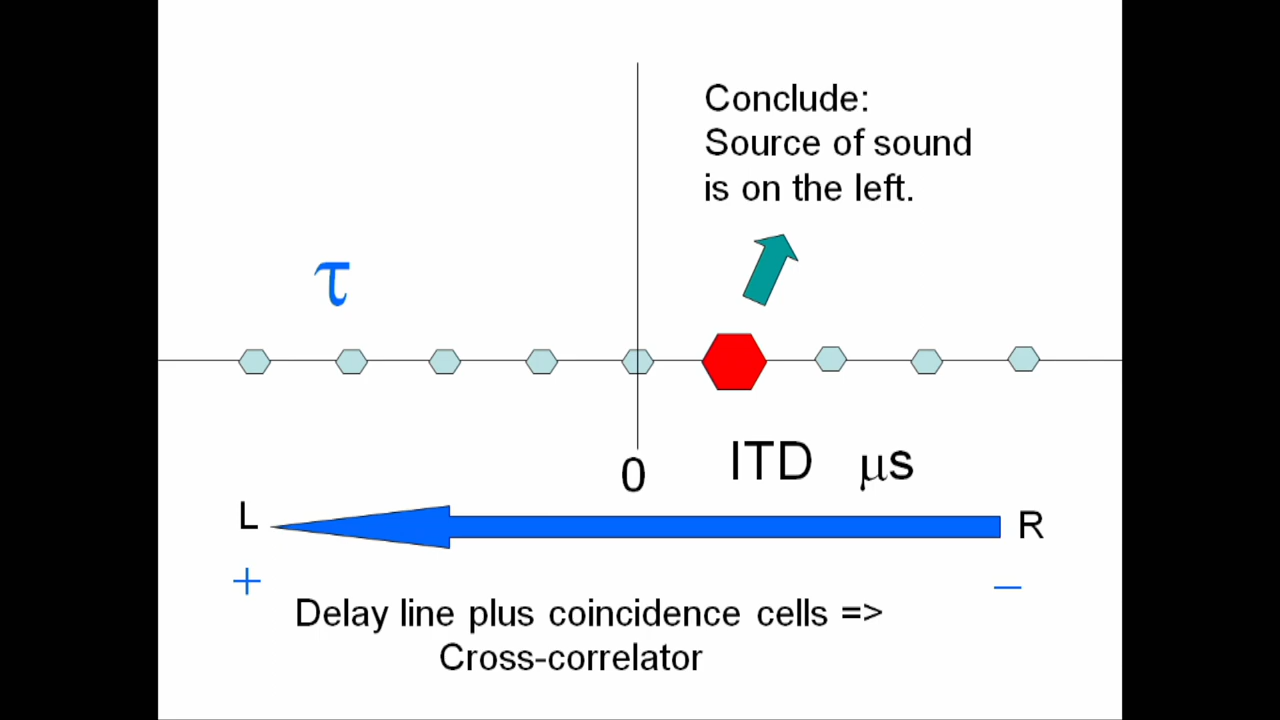 Conclude:
Source of sound
is on the left.
τ
ITD μs
0
L
R
+ −
Delay line plus coincidence cells =>
Cross-correlator